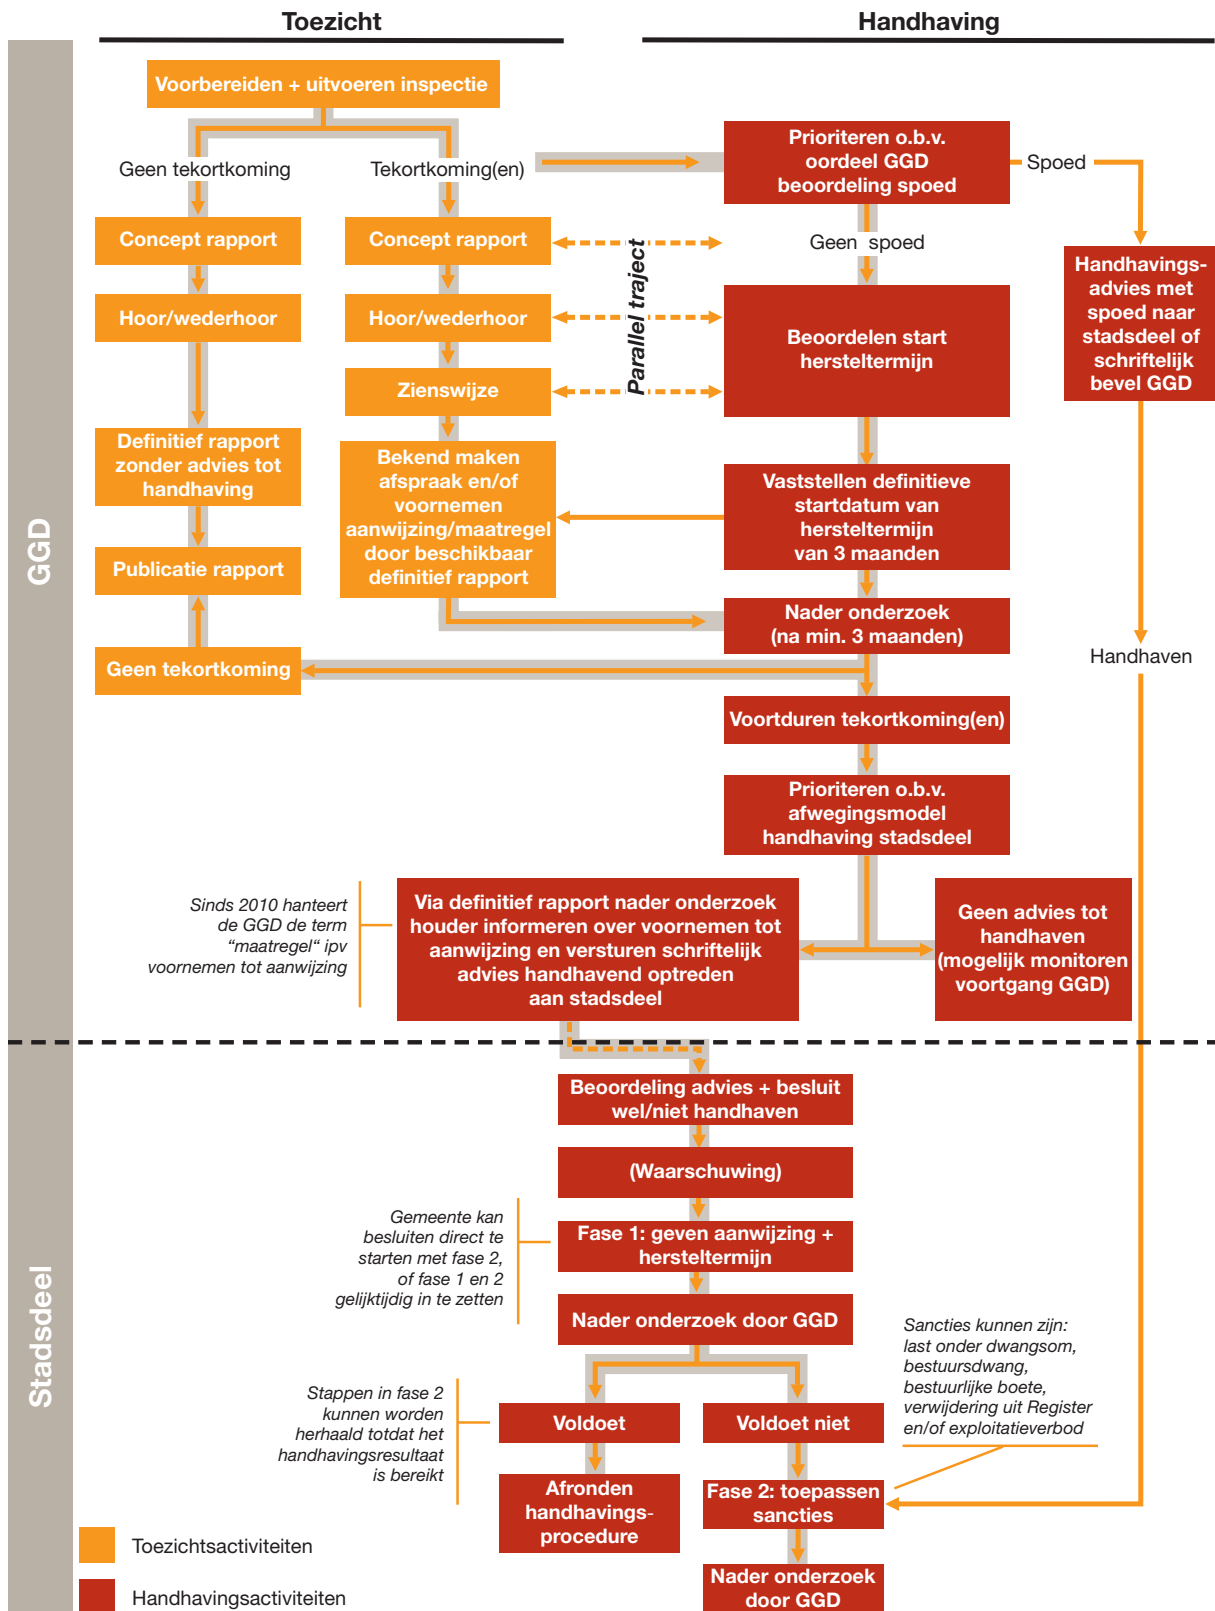 Toezicht
Handhaving
Voorbereiden + uitvoeren inspectie
Geen tekortkoming
Tekortkoming(en)
Prioriteren o.b.v.
oordeel GGD
beoordeling spoed
Spoed
Concept rapport
Concept rapport
Geen spoed
Handhavings-
advies met
spoed naar
stadsdeel of
schriftelijk
bevel GGD
Hoor/wederhoor
Hoor/wederhoor
Parallel traject
Beoordelen start
hersteltermijn
Zienswijze
Definitief rapport
zonder advies tot
handhaving
Bekend maken
afspraak en/of
voornemen
aanwijzing/maatregel
door beschikbaar
definitief rapport
Vaststellen definitieve
startdatum van
hersteltermijn
van 3 maanden
Publicatie rapport
Nader onderzoek
(na min. 3 maanden)
Geen tekortkoming
Handhaven
Voortduren tekortkoming(en)
Prioriteren o.b.v.
afwegingsmodel
handhaving stadsdeel
Sinds 2010 hanteert
de GGD de term
“maatregel“ ipv
voornemen tot aanwijzing
Via definitief rapport nader onderzoek
houder informeren over voornemen tot
aanwijzing en versturen schriftelijk
advies handhavend optreden
aan stadsdeel
Geen advies tot
handhaven
(mogelijk monitoren
voortgang GGD)
GGD
Beoordeling advies + besluit
wel/niet handhaven
(Waarschuwing)
Gemeente kan
besluiten direct te
starten met fase 2,
of fase 1 en 2
gelijktijdig in te zetten
Fase 1: geven aanwijzing +
hersteltermijn
Nader onderzoek door GGD
Sancties kunnen zijn:
last onder dwangsom,
bestuursdwang,
bestuurlijke boete,
verwijdering uit Register
en/of exploitatieverbod
Stappen in fase 2
kunnen worden
herhaald totdat het
handhavingsresultaat
is bereikt
Voldoet
Voldoet niet
Afronden
handhavings-
procedure
Fase 2: toepassen
sancties
Nader onderzoek
door GGD
Stadsdeel
Toezichtsactiviteiten
Handhavingsactiviteiten